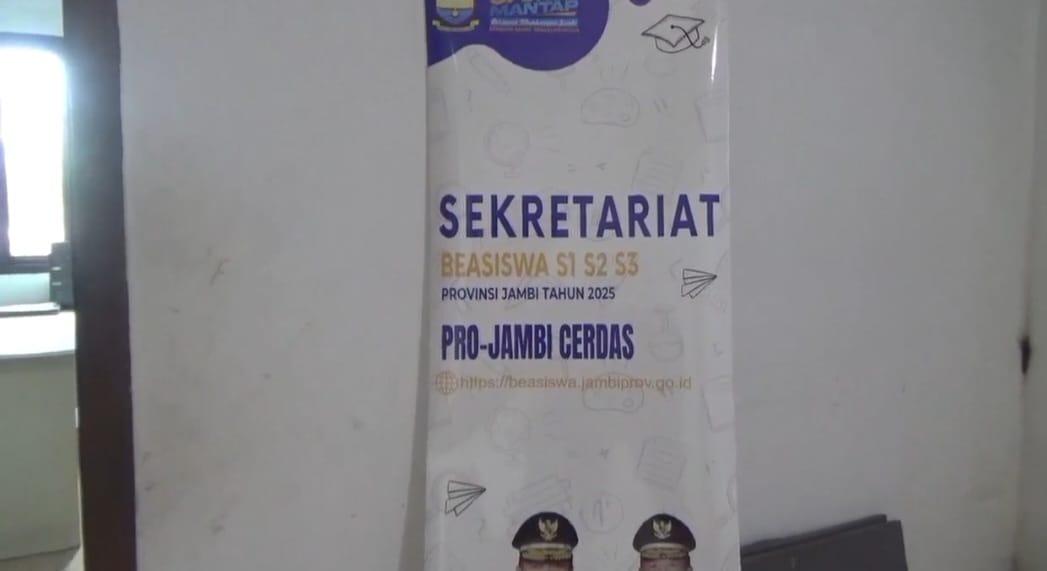 MANTAP
SEKRETARIAT
BEASISWA S1 S2 S3
PROVINSI JAMBI TAHUN 2025
PRO-JAMBI CERDAS
https://beasiswa.jambiprov.go.id